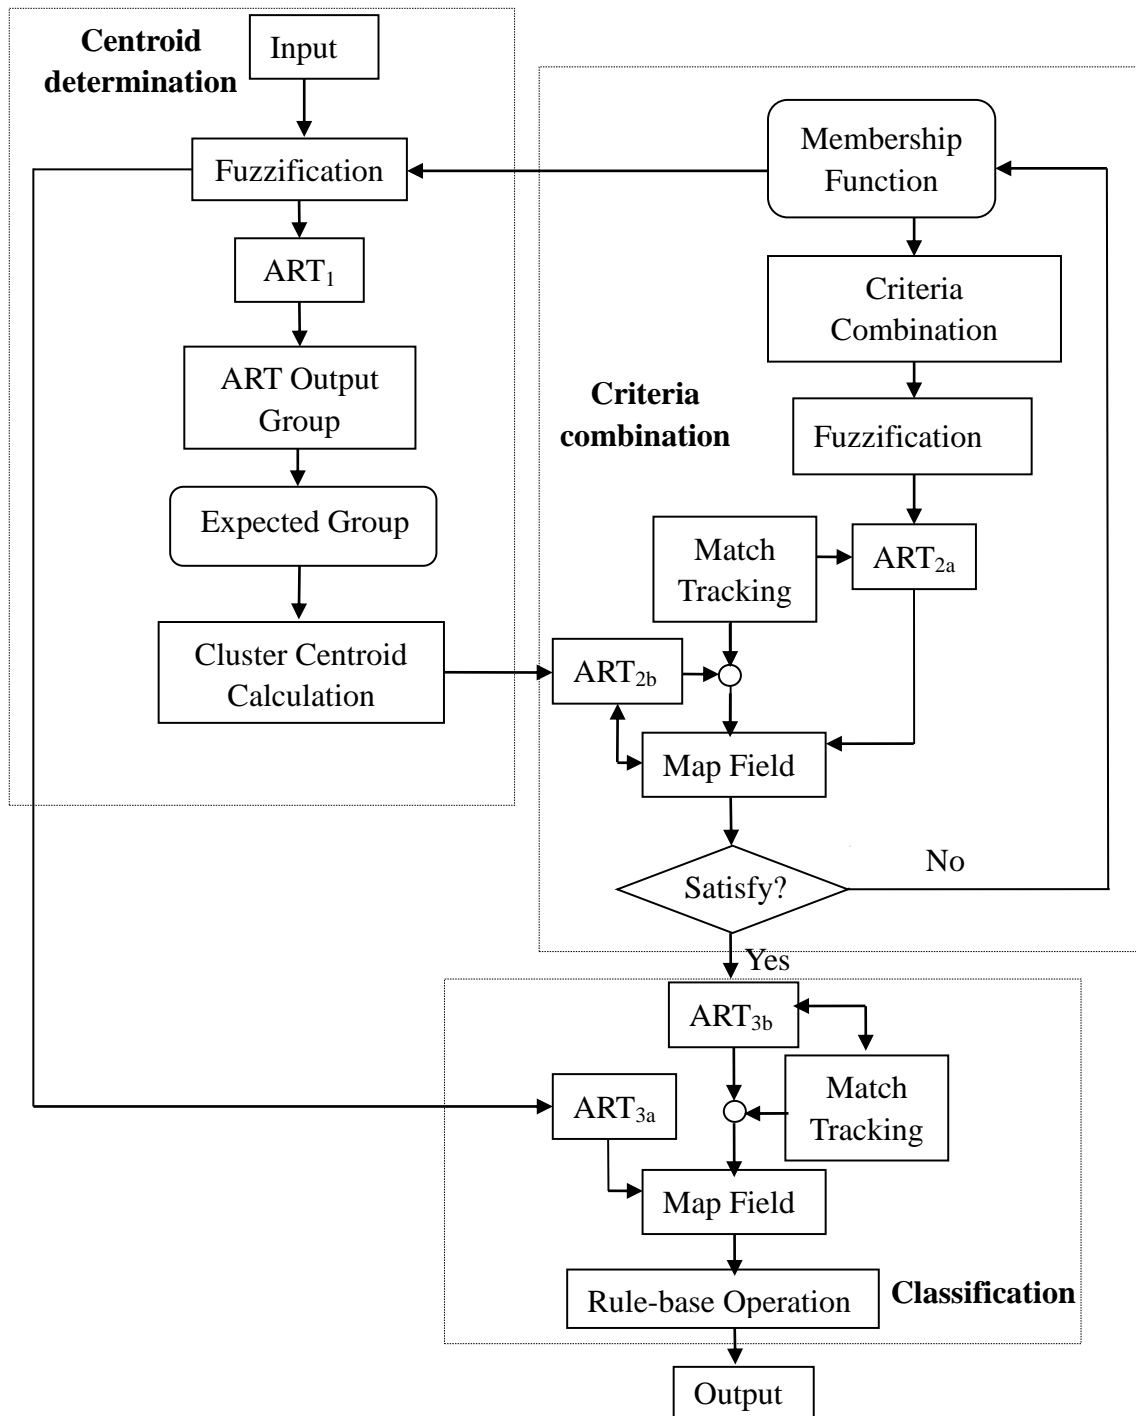 Centroid
determination
Input
Fuzzification
ART₁
ART Output
Group
Expected Group
Cluster Centroid
Calculation
Membership
Function
Criteria
Combination
Criteria
combination
Fuzzification
Match
Tracking
ART₂ₐ
ART₂b
Map Field
Satisfy?
No
Yes
ART₃b
Match
Tracking
ART₃ₐ
Map Field
Rule-base Operation
Classification
Output